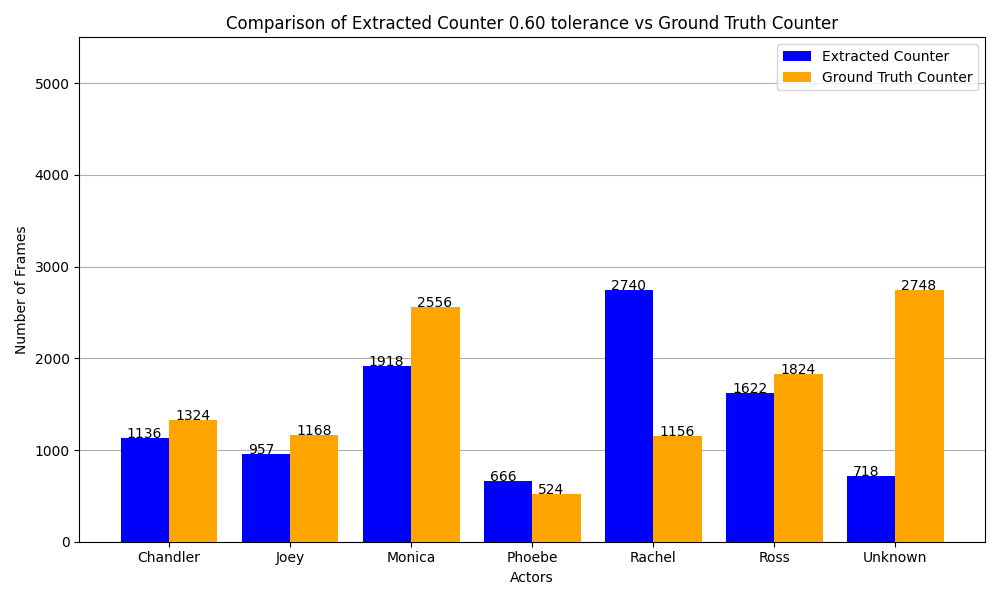 Comparison of Extracted Counter 0.60 tolerance vs Ground Truth Counter
Extracted Counter
Ground Truth Counter
Number of Frames
5000
4000
3000
2000
1000
0
1136
1324
957
1168
1918
2556
666
524
2740
1156
1622
1824
718
2748
Chandler
Joey
Monica
Phoebe
Rachel
Ross
Unknown
Actors